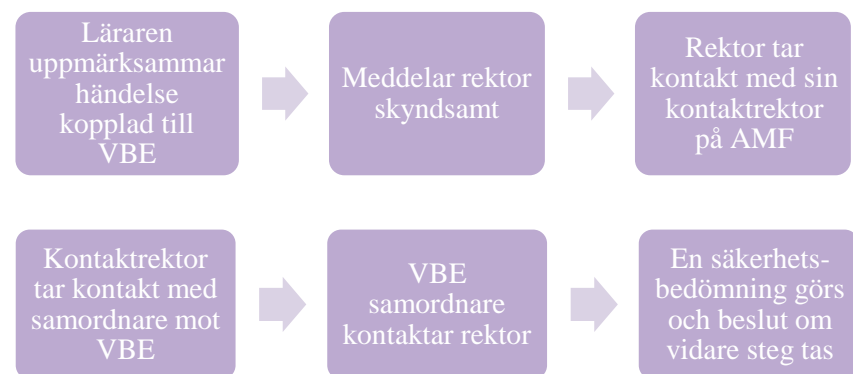 Läraren
uppmärksammar
händelse
kopplad till
VBE
Meddelar rektor
skyndsamt
Rektor tar
kontakt med sin
kontaktrektor
på AMF
Kontaktrektor
tar kontakt med
samordnare mot
VBE
VBE
samordnare
kontaktar rektor
En säkerhets-
bedömning görs
och beslut om
vidare steg tas